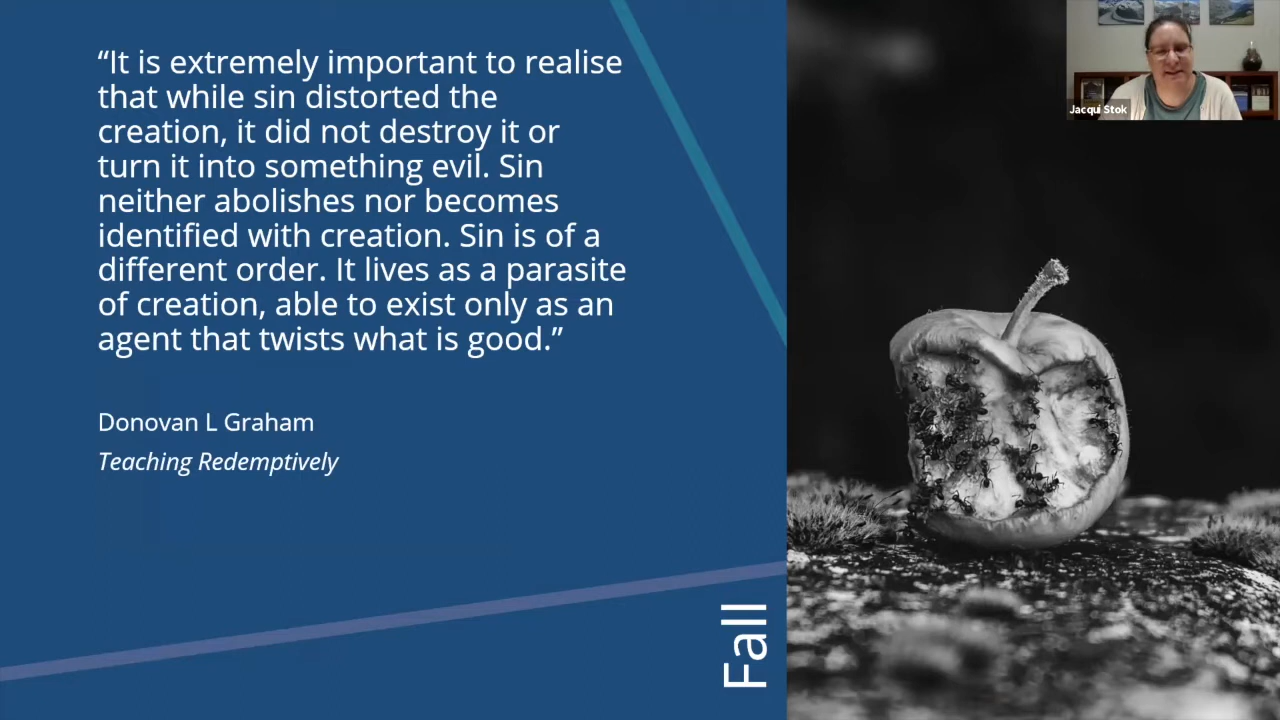 “It is extremely important to realise
that while sin distorted the
creation, it did not destroy it or
turn it into something evil. Sin
neither abolishes nor becomes
identified with creation. Sin is of a
different order. It lives as a parasite
of creation, able to exist only as an
agent that twists what is good.”
Donovan L Graham
Teaching Redemptively
Fall
Jacqui Stok